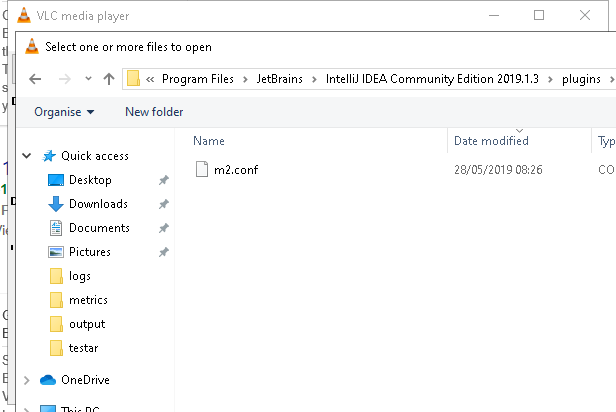 VLC media player
Select one or more files to open
« Program Files > JetBrains > IntelliJ IDEA Community Edition 2019.1.3 > plugins >
Organise New folder
Name Date modified Typ
Quick access
m2.conf 28/05/2019 08:26 CO
Desktop
Downloads
Documents
Pictures
logs
metrics
output
testar
OneDrive
This PC